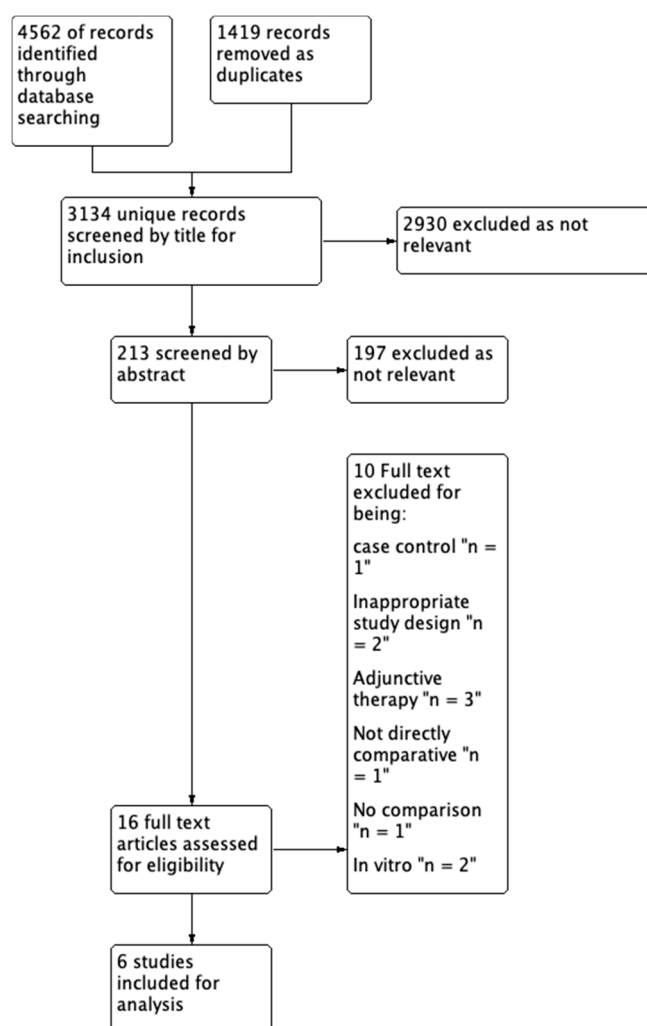 4562 of records
identified
through
database
searching
1419 records
removed as
duplicates
3134 unique records
screened by title for
inclusion
2930 excluded as not
relevant
213 screened by
abstract
197 excluded as
not relevant
10 Full text
excluded for
being:
case control "n =
1"
Inappropriate
study design "n
= 2"
Adjunctive
therapy "n = 3"
Not directly
comparative "n
= 1"
No comparison
"n = 1"
In vitro "n = 2"
16 full text
articles assessed
for eligibility
6 studies
included for
analysis